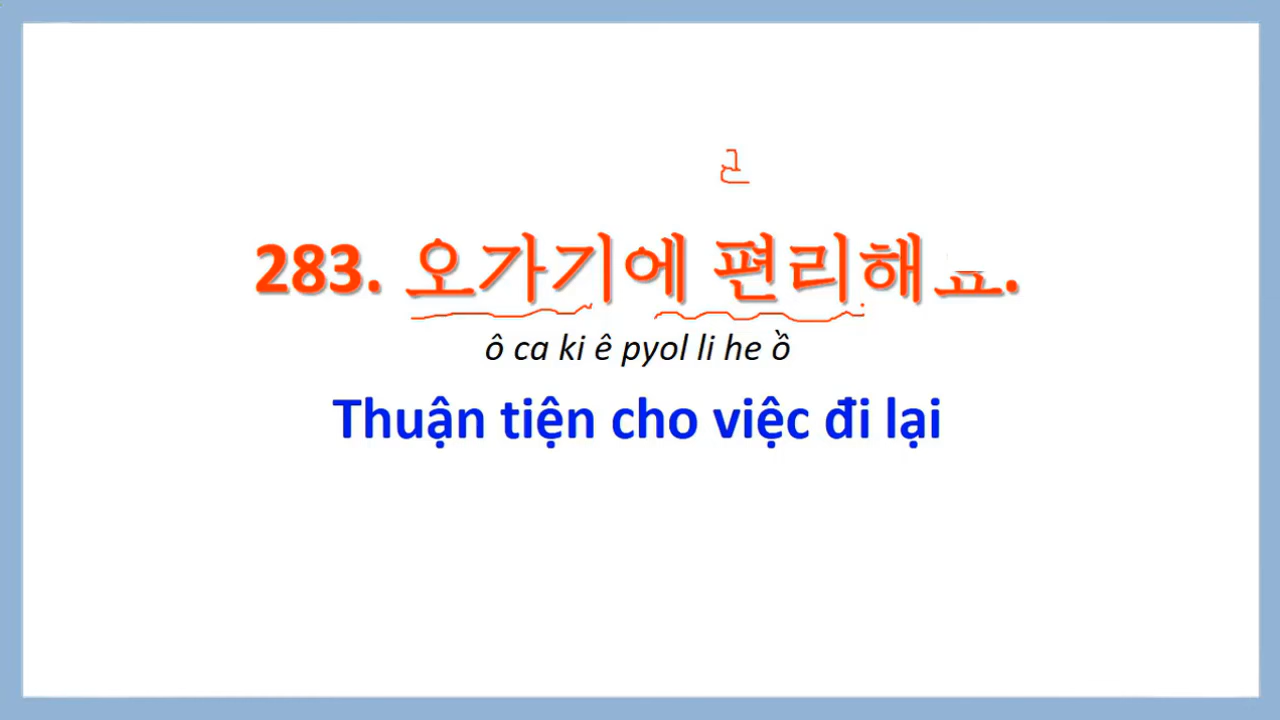 ㄹ
283. 오가기에 편리해요.
ô ca ki ê pyol li he ồ
Thuận tiện cho việc đi lại